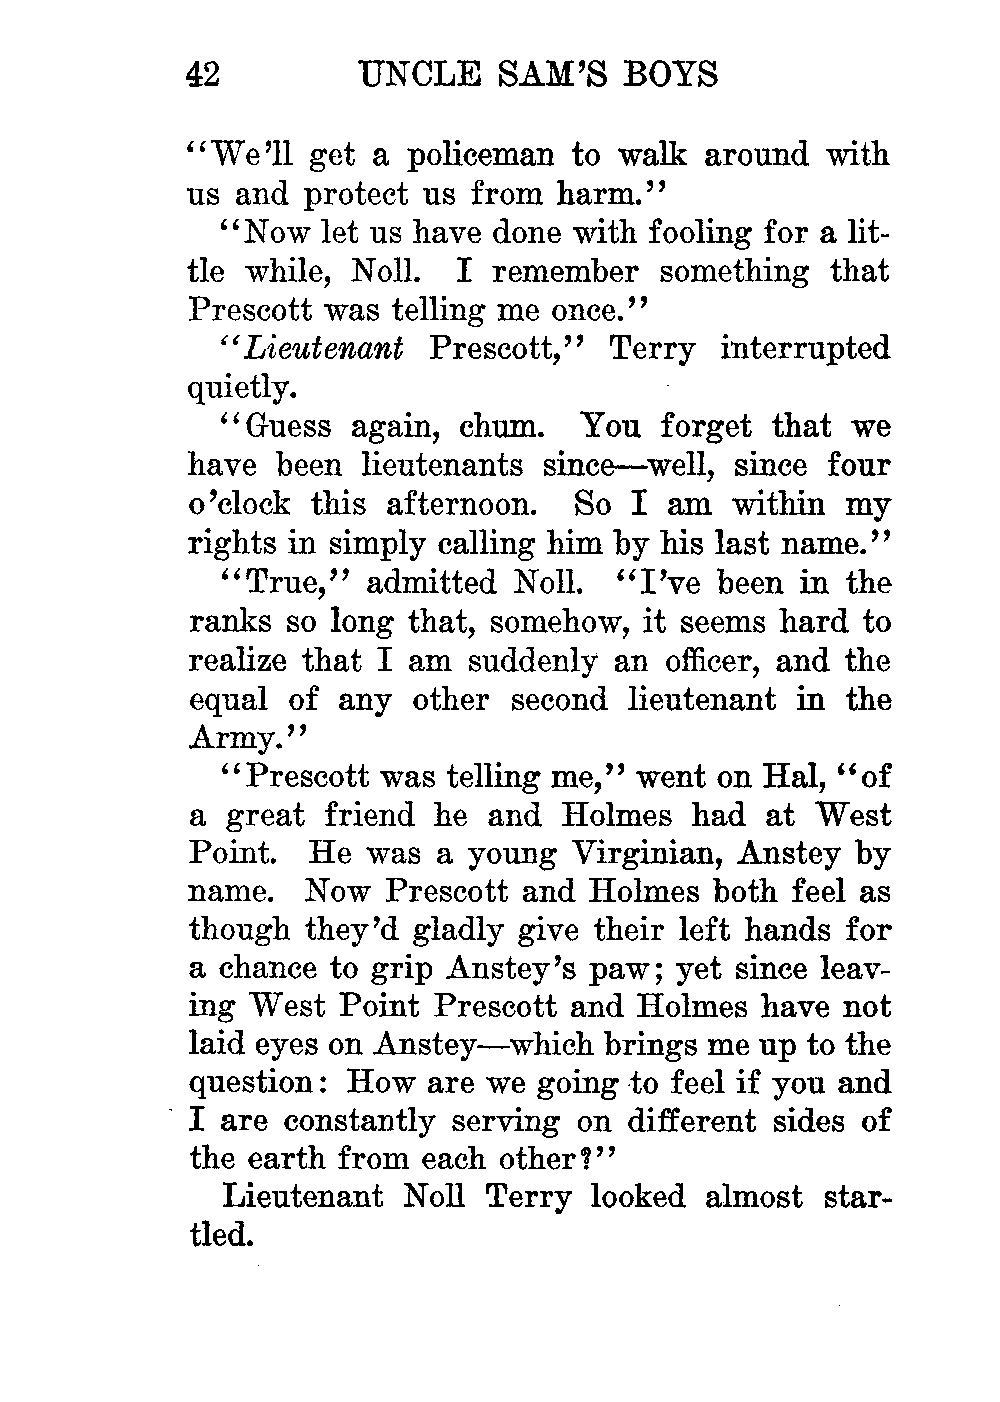 42 UNCLE SAM'S BOYS
"We'll get a policeman to walk around with
us and protect us from harm."
"Now let us have done with fooling for a lit-
tle while, Noll. I remember something that
Prescott was telling me once."
"Lieutenant Prescott," Terry interrupted
quietly.
"Guess again, chum. You forget that we
have been lieutenants since—well, since four
o'clock this afternoon. So I am within my
rights in simply calling him by his last name."
"True," admitted Noll. "I've been in the
ranks so long that, somehow, it seems hard to
realize that I am suddenly an officer, and the
equal of any other second lieutenant in the
Army."
"Prescott was telling me," went on Hal, "of
a great friend he and Holmes had at West
Point. He was a young Virginian, Anstey by
name. Now Prescott and Holmes both feel as
though they'd gladly give their left hands for
a chance to grip Anstey's paw; yet since leav-
ing West Point Prescott and Holmes have not
laid eyes on Anstey—which brings me up to the
question: How are we going to feel if you and
I are constantly serving on different sides of
the earth from each other?"
Lieutenant Noll Terry looked almost star-
tled.